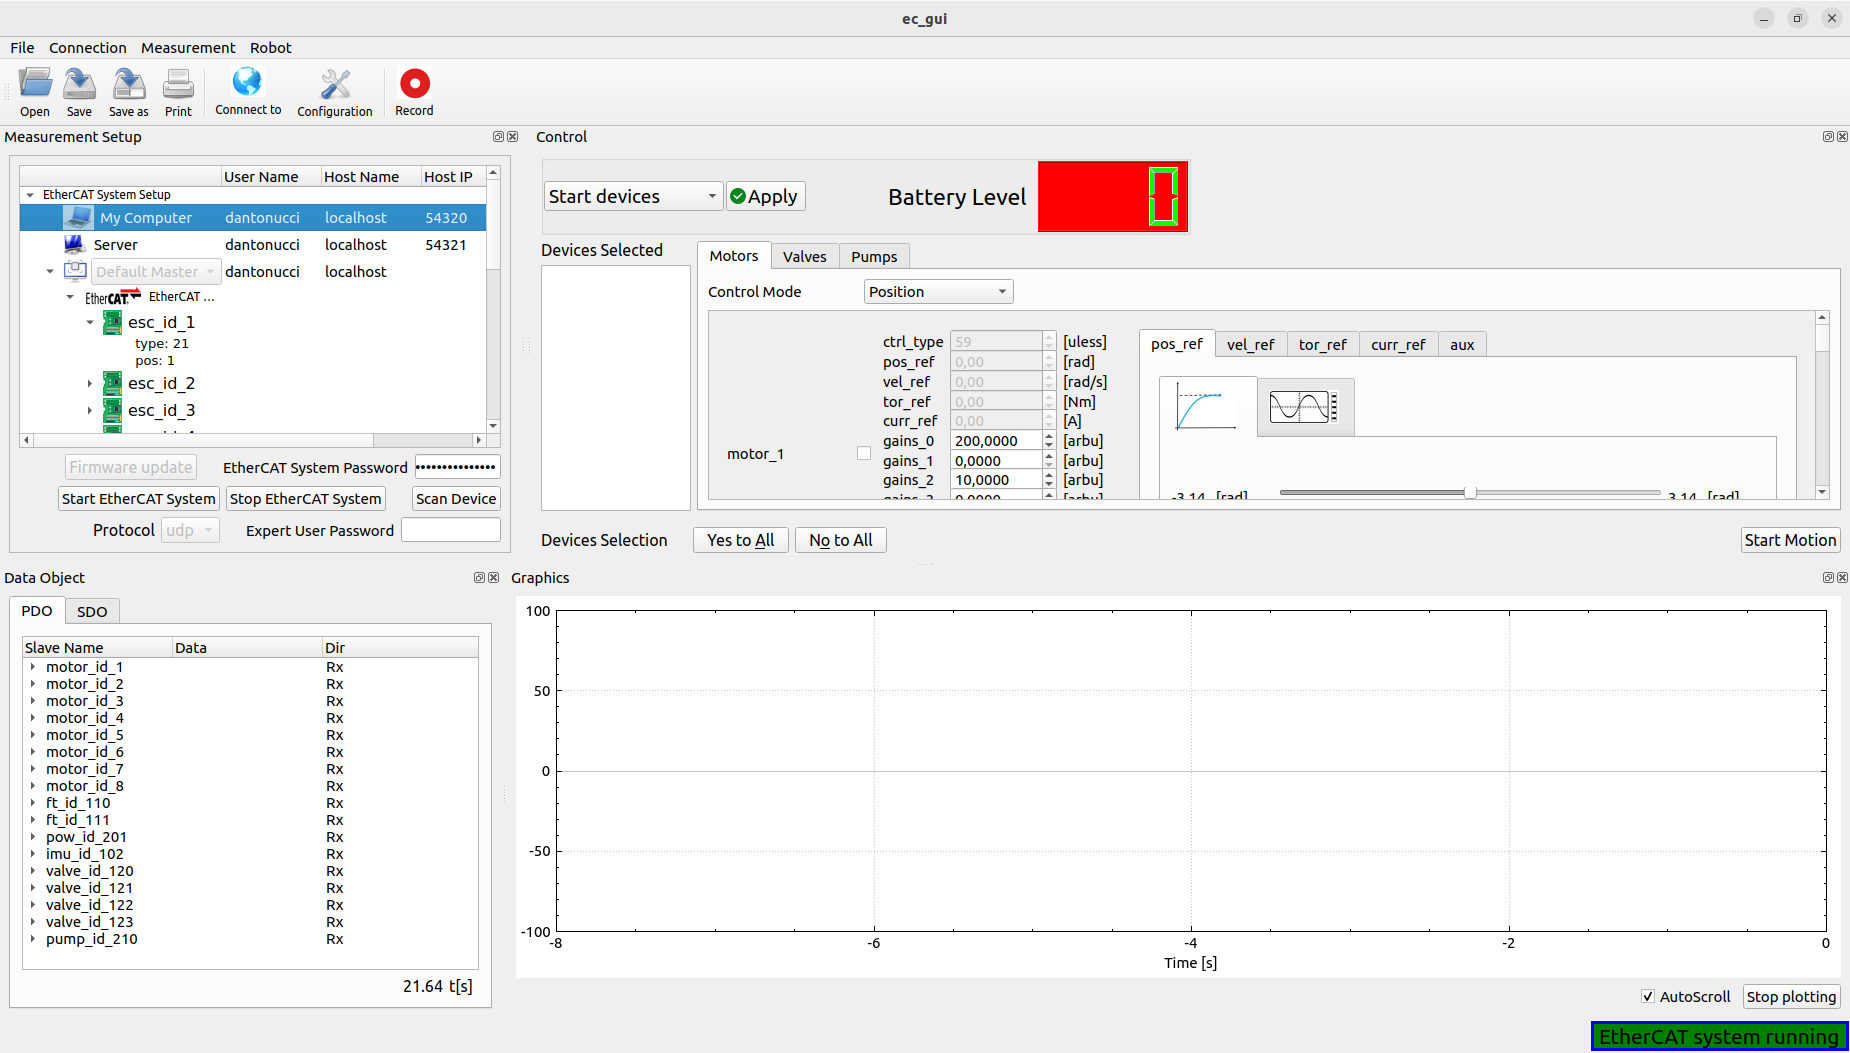 ec_gui
File Connection Measurement Robot
Open Save Save as Print Connnect to Configuration Record
Measurement Setup
User Name Host Name Host IP
EtherCAT System Setup
My Computer dantonucci localhost 54320
Server dantonucci localhost 54321
Default Master dantonucci localhost
EtherCAT EtherCAT ...
esc_id_1
type: 21
pos: 1
esc_id_2
esc_id_3
Firmware update EtherCAT System Password
Start EtherCAT System Stop EtherCAT System Scan Device
Protocol udp Expert User Password
Control
Start devices Apply Battery Level 0
Devices Selected
Motors Valves Pumps
Control Mode Position
motor_1
ctrl_type 59 [uless]
pos_ref 0,00 [rad]
vel_ref 0,00 [rad/s]
tor_ref 0,00 [Nm]
curr_ref 0,00 [A]
gains_0 200,0000 [arbu]
gains_1 0,0000 [arbu]
gains_2 10,0000 [arbu]
gains_3 0,0000 [arbu]
pos_ref vel_ref tor_ref curr_ref aux
-3.14 [rad] 3.14 [rad]
Devices Selection Yes to All No to All Start Motion
Data Object
PDO SDO
Slave Name Data Dir
motor_id_1 Rx
motor_id_2 Rx
motor_id_3 Rx
motor_id_4 Rx
motor_id_5 Rx
motor_id_6 Rx
motor_id_7 Rx
motor_id_8 Rx
ft_id_110 Rx
ft_id_111 Rx
pow_id_201 Rx
imu_id_102 Rx
valve_id_120 Rx
valve_id_121 Rx
valve_id_122 Rx
valve_id_123 Rx
pump_id_210 Rx
21.64 t[s]
Graphics
100
50
0
-50
-100
-8 -6 -4 -2 0
Time [s]
AutoScroll Stop plotting
EtherCAT system running